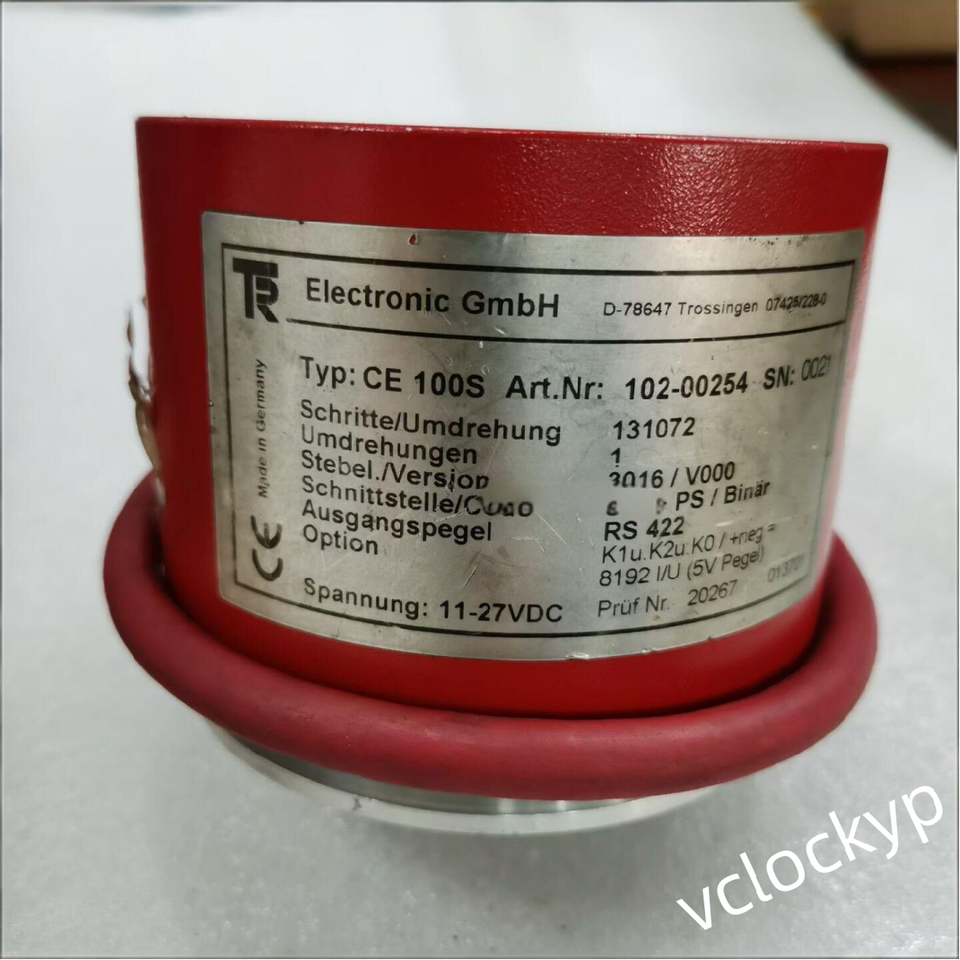 TR
Electronic GmbH D-78647 Trossingen 07425/228-0
Made in Germany
CE
Typ: CE 100S Art.Nr: 102-00254 SN: 0021
Schritte/Umdrehung 131072
Umdrehungen 1
Stebel./Version 3016 / V000
Schnittstelle/ PS / Binär
Ausgangspegel RS 422
Option K1u.K2u.K0 / +neg =
8192 I/U (5V Pegel)
Spannung: 11-27VDC Prüf Nr. 20267
vclockyp